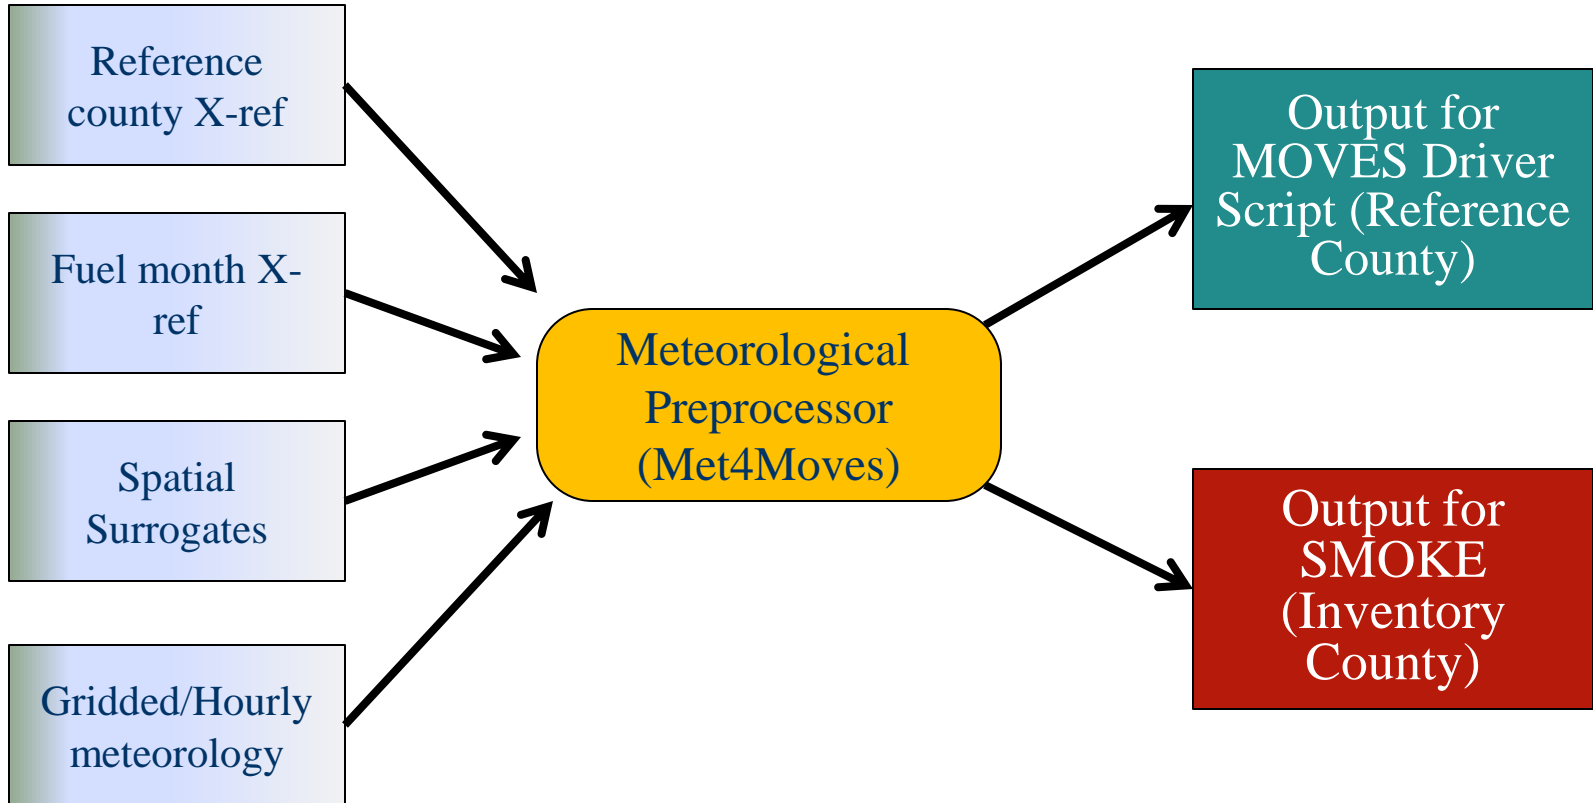 Reference
county X-ref
Fuel month X-
ref
Spatial
Surrogates
Gridded/Hourly
meteorology
Meteorological
Preprocessor
(Met4Moves)
Output for
MOVES Driver
Script (Reference
County)
Output for
SMOKE
(Inventory
County)